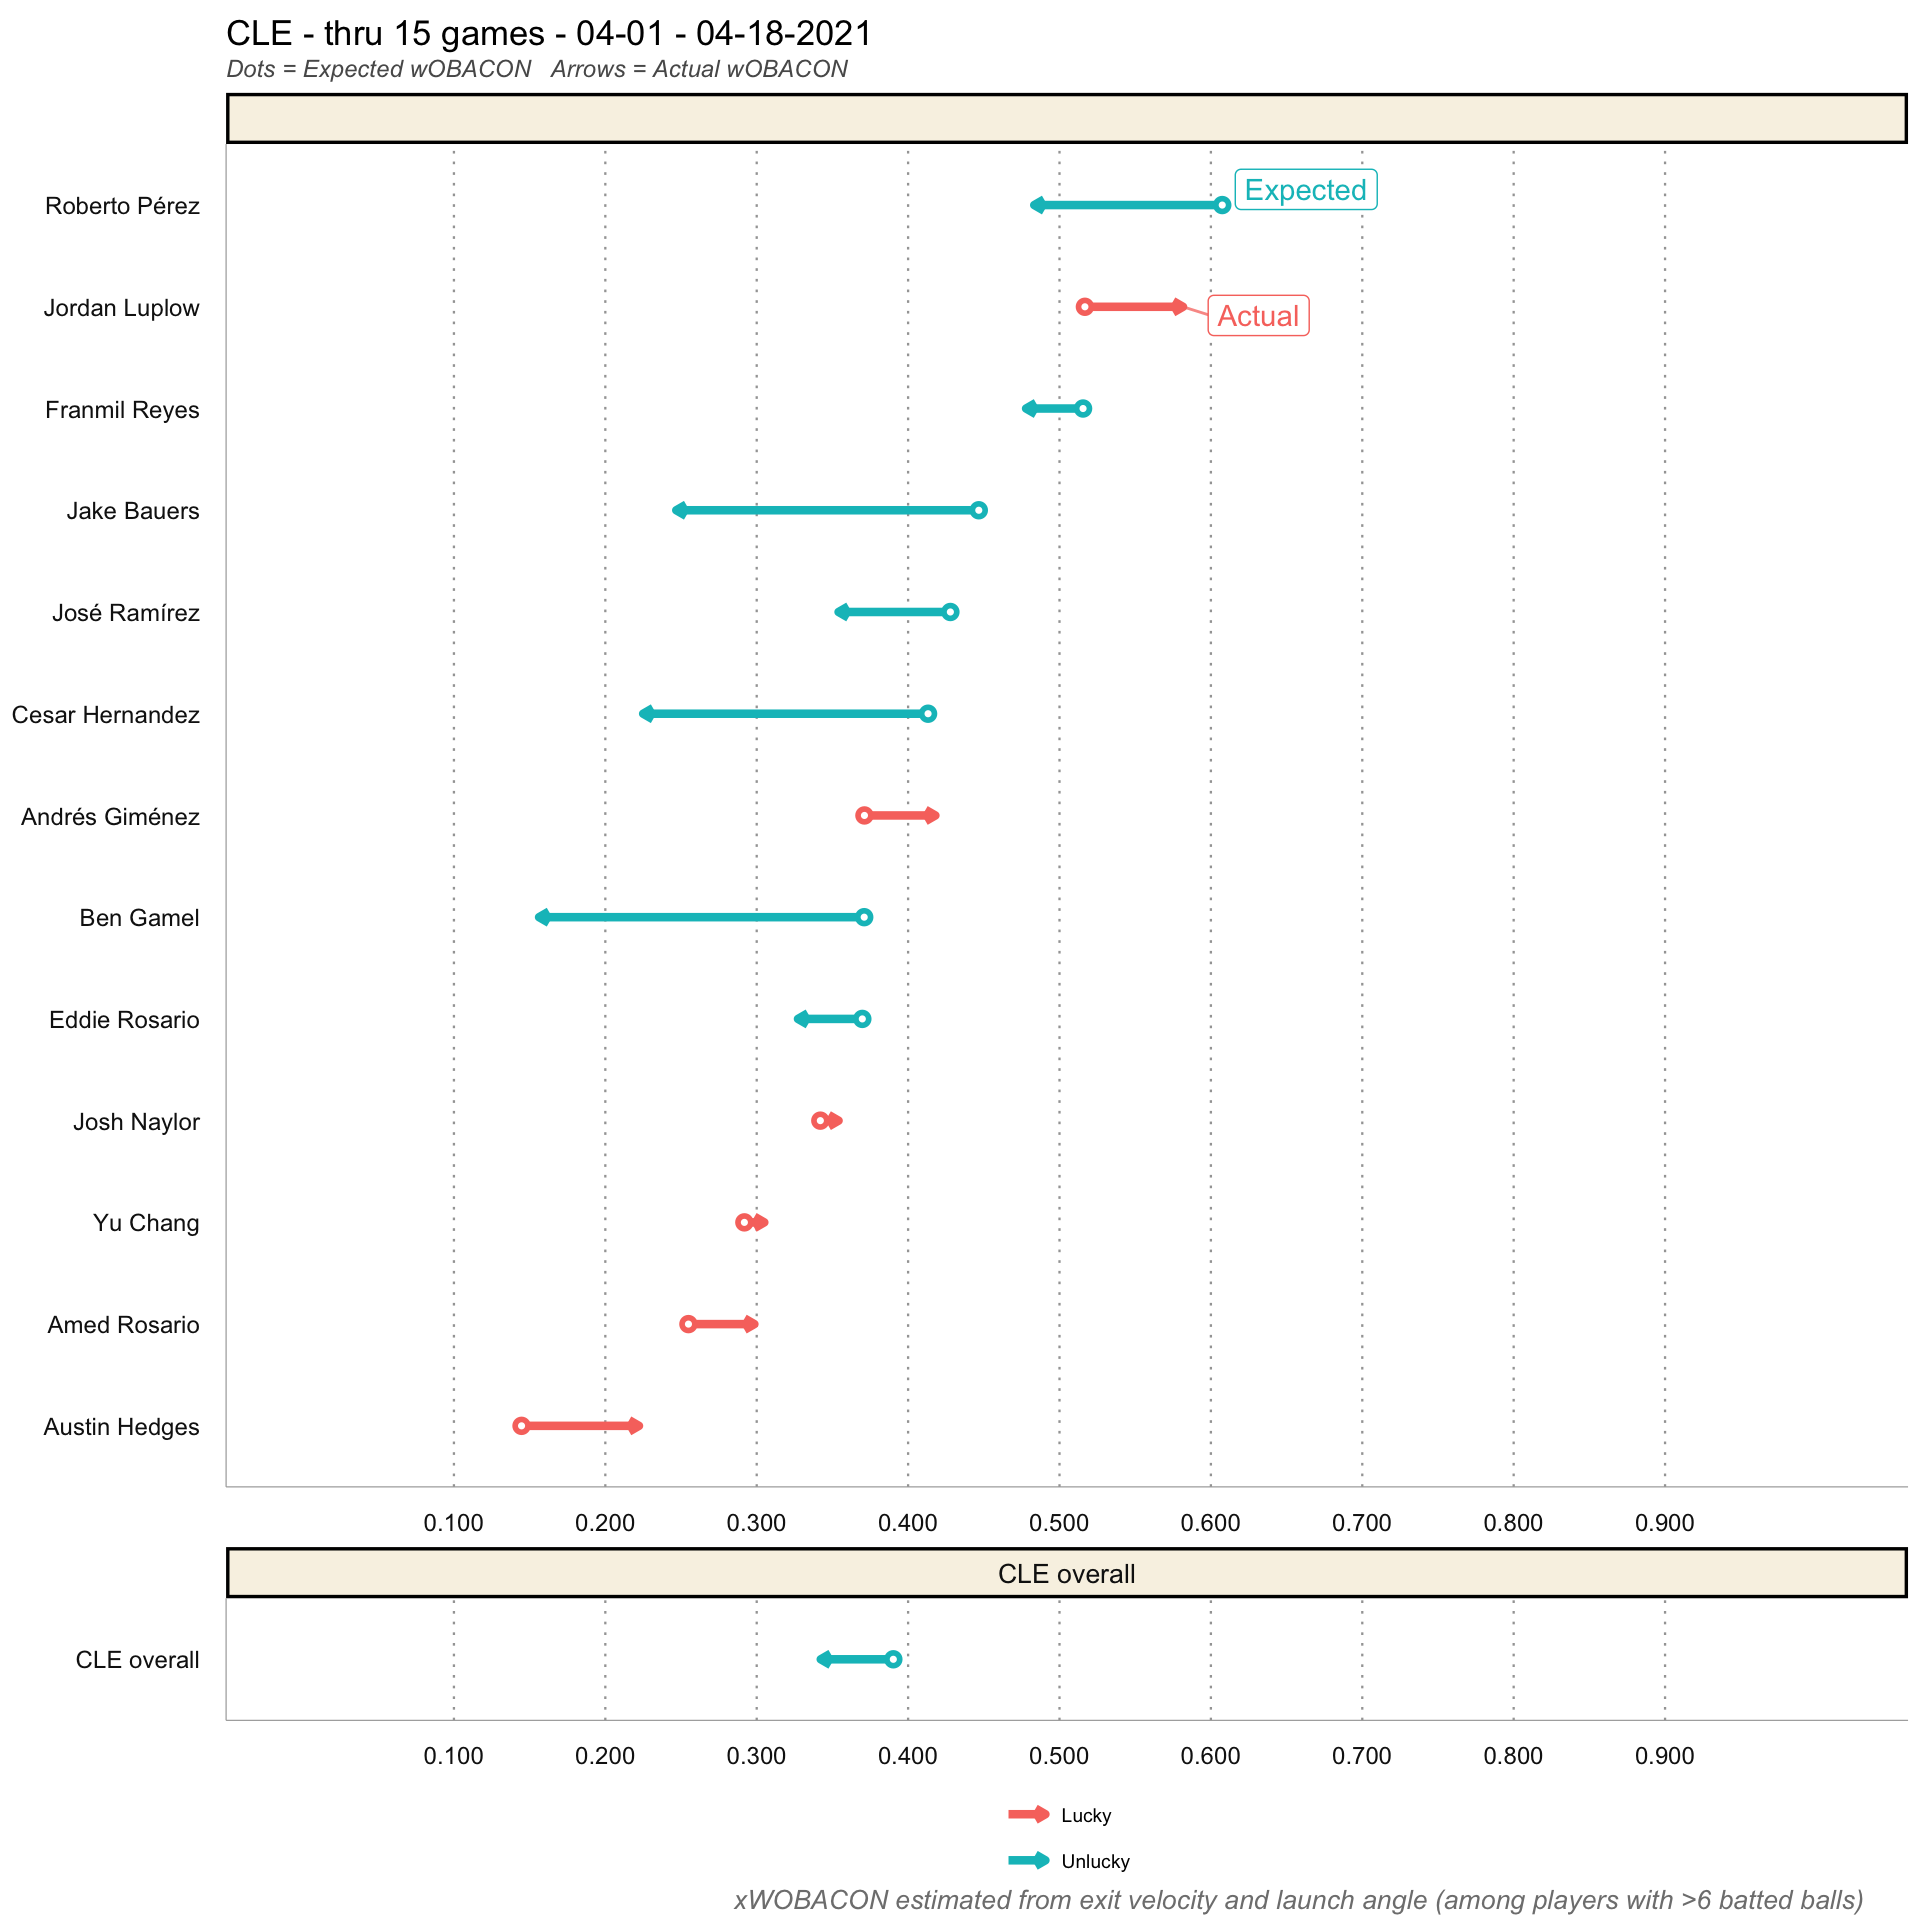 CLE - thru 15 games - 04-01 - 04-18-2021
Dots = Expected wOBACON   Arrows = Actual wOBACON
Roberto Pérez
Expected
Jordan Luplow
Actual
Franmil Reyes
Jake Bauers
José Ramírez
Cesar Hernandez
Andrés Giménez
Ben Gamel
Eddie Rosario
Josh Naylor
Yu Chang
Amed Rosario
Austin Hedges
0.100 0.200 0.300 0.400 0.500 0.600 0.700 0.800 0.900
CLE overall
CLE overall
0.100 0.200 0.300 0.400 0.500 0.600 0.700 0.800 0.900
Lucky
Unlucky
xWOBACON estimated from exit velocity and launch angle (among players with >6 batted balls)